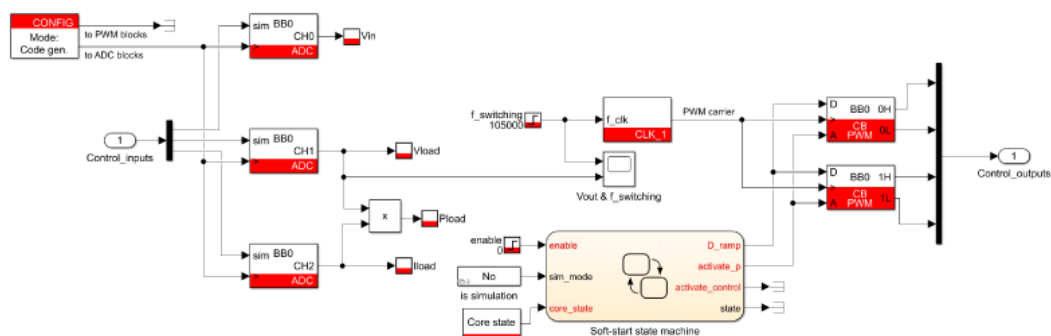 CONFIG
Mode:
Code gen.
to PWM blocks
to ADC blocks
sim BB0
CH0
>
ADC
Vin
1
Control_inputs
sim BB0
CH1
>
ADC
Vload
x
Pload
sim BB0
CH2
>
ADC
Iload
f_switching
105000
f_clk
CLK_1
PWM carrier
Vout & f_switching
D
BB0 0H
>
0L
A
CB
PWM
D
BB0 1H
>
1L
A
CB
PWM
1
Control_outputs
enable
0
No
is simulation
Core state
enable
sim_mode
core_state
D_ramp
activate_p
activate_control
state
Soft-start state machine